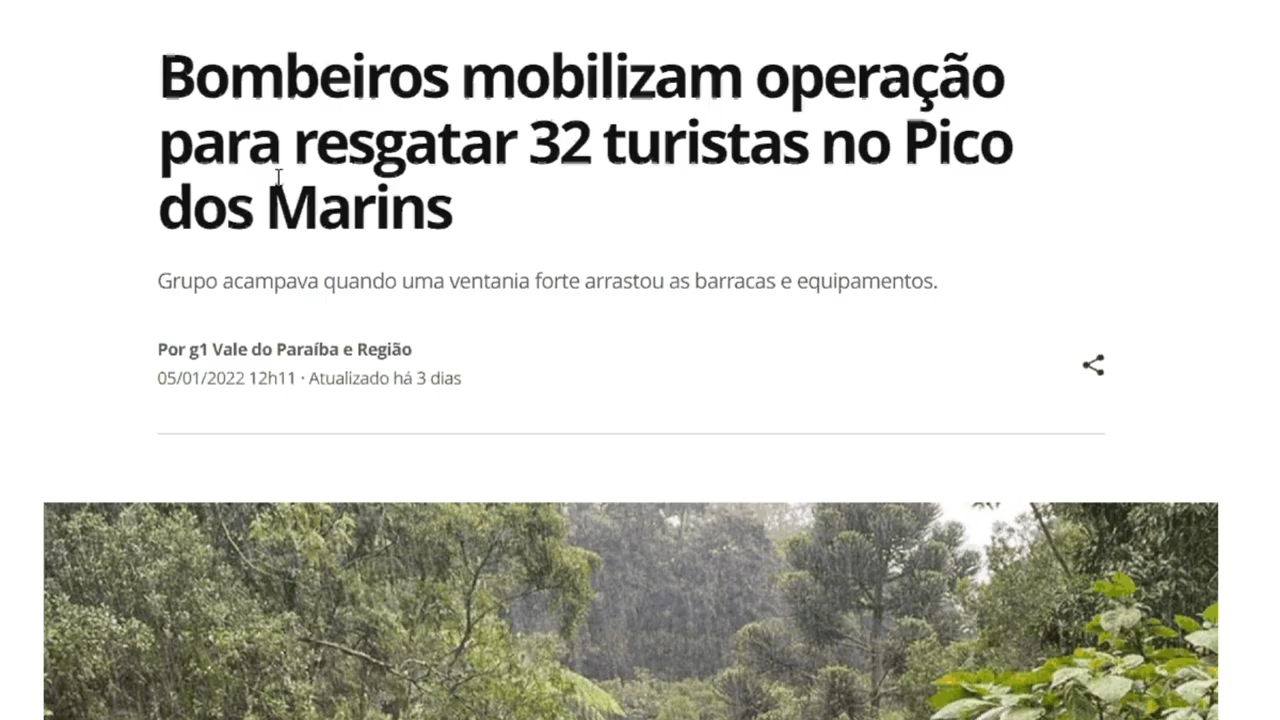 Bombeiros mobilizam operação
para resgatar 32 turistas no Pico
dos Marins
Grupo acampava quando uma ventania forte arrastou as barracas e equipamentos.
Por g1 Vale do Paraíba e Região
05/01/2022 12h11 · Atualizado há 3 dias